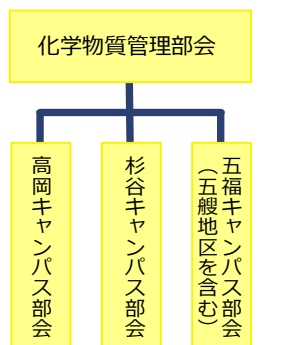 化学物質管理部会
高岡キャンパス部会
杉谷キャンパス部会
五福キャンパス部会
（五艘地区を含む）